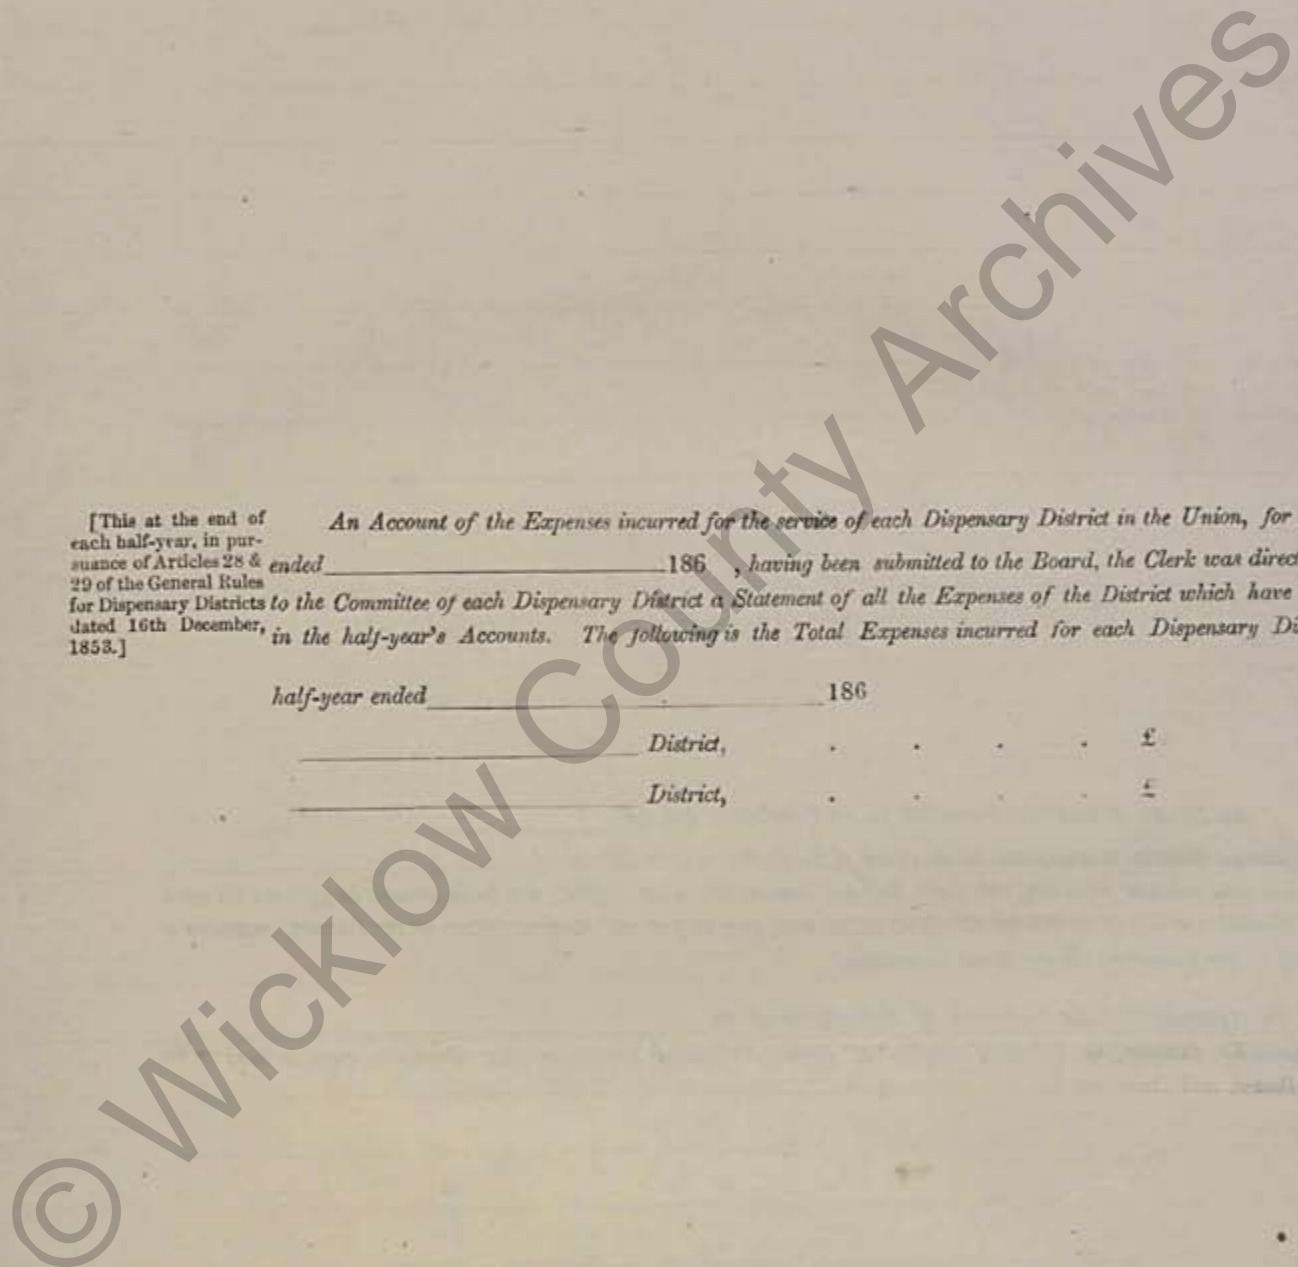 [This at the end of
each half-year, in pur-
suance of Articles 28 &
29 of the General Rules
for Dispensary Districts
dated 16th December,
1853.]
An Account of the Expenses incurred for the service of each Dispensary District in the Union, for
ended 186 , having been submitted to the Board, the Clerk was direct
to the Committee of each Dispensary District a Statement of all the Expenses of the District which have
in the half-year's Accounts. The following is the Total Expenses incurred for each Dispensary Di
half-year ended 186
District, . . . . £
District, . . . . £
© Wicklow County Archives